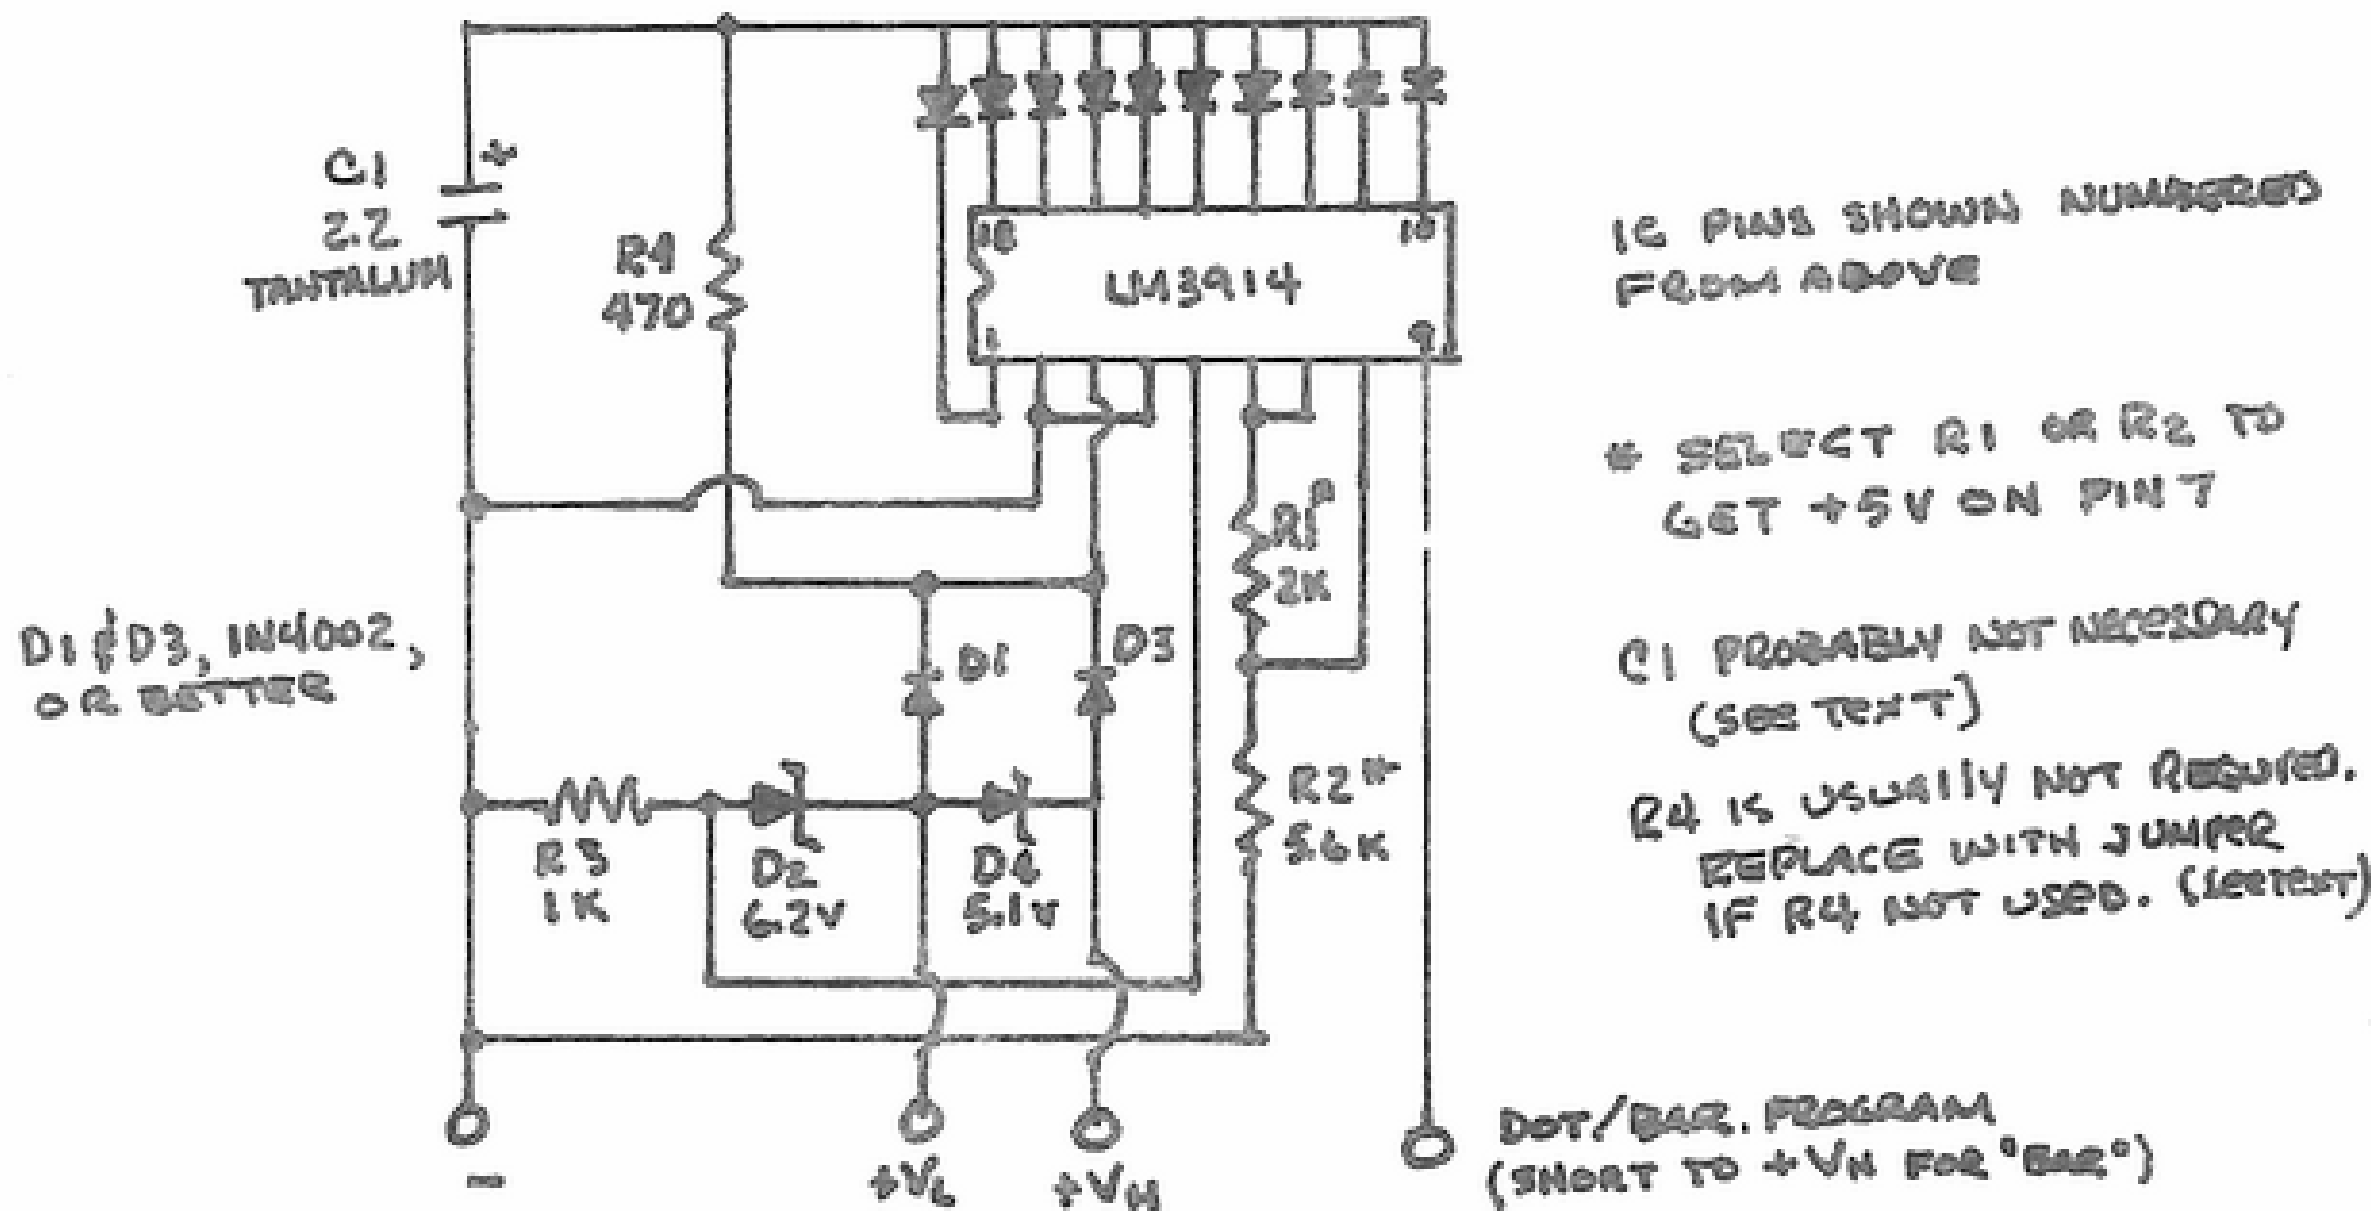 C1
2.2
TANTALUM
+
R4
470
18
10
LM3914
1
9
IC PINS SHOWN NUMBERED
FROM ABOVE
* SELECT R1 OR R2 TO
GET +5V ON PIN 7
R1*
2K
D1 & D3, 1N4002,
OR BETTER
D1
D3
C1 PROBABLY NOT NECESSARY
(SEE TEXT)
R3
1K
D2
6.2V
5.1V
R2*
5.6K
R4 IS USUALLY NOT REQUIRED.
REPLACE WITH JUMPER
IF R4 NOT USED. (SEE TEXT)
-
+VL
+VH
DOT/BAR. PROGRAM
(SHORT TO +VH FOR "BAR")